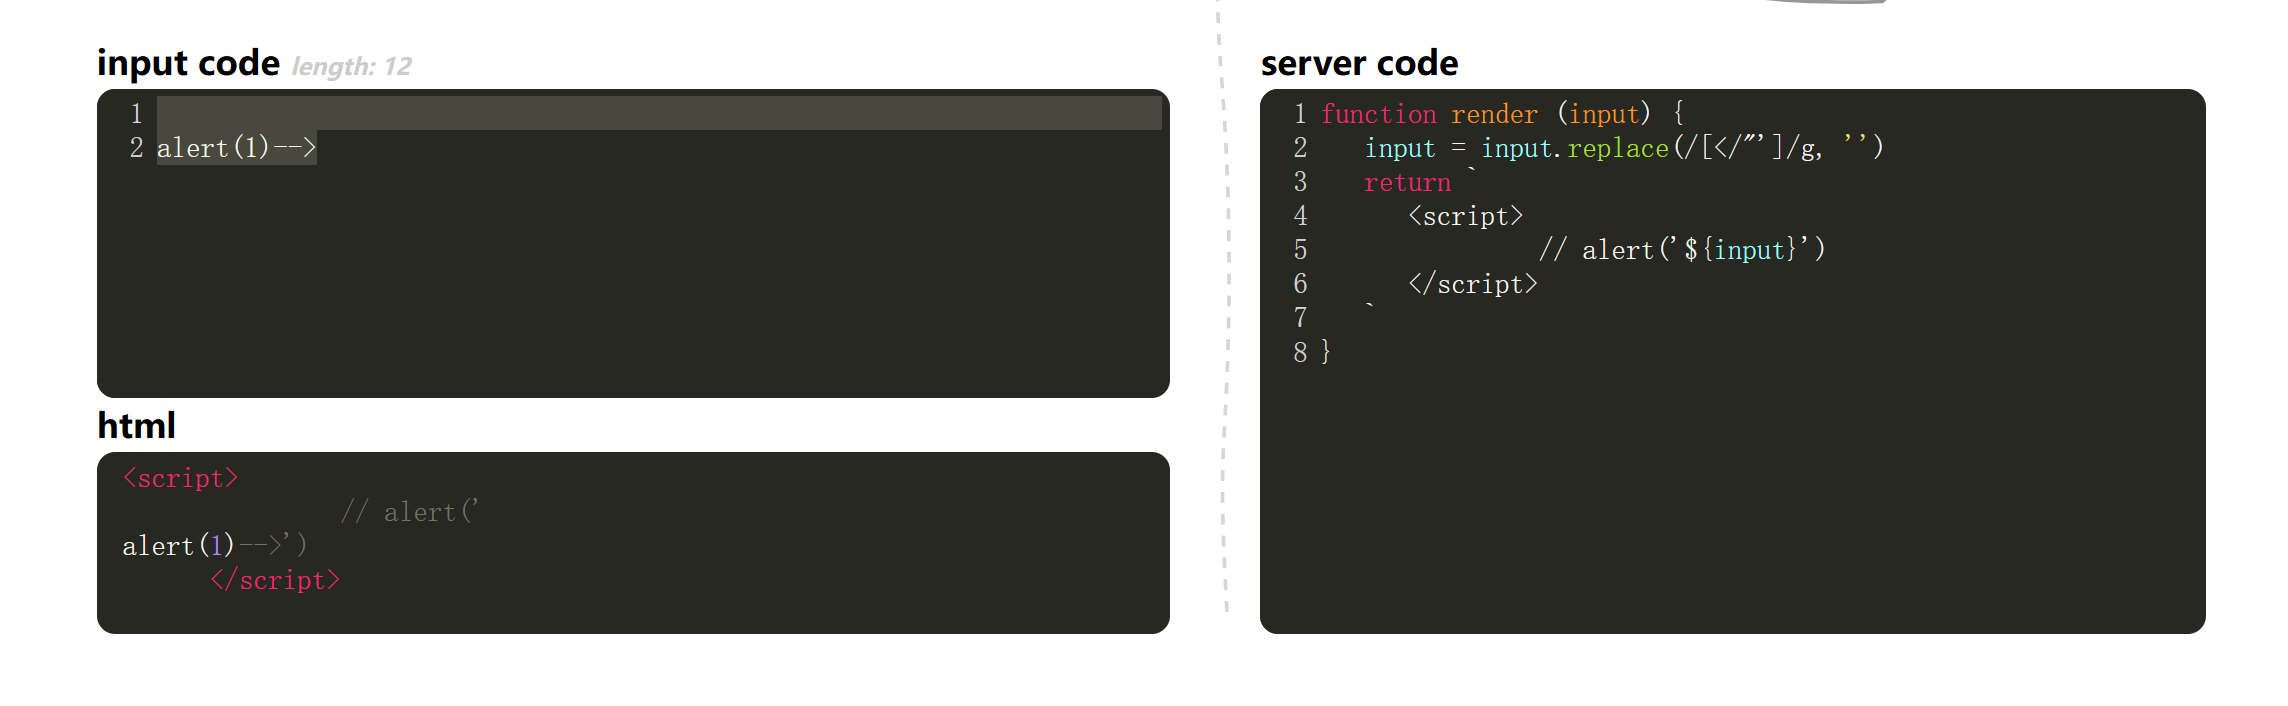 input code length: 12
1
2 alert(1)-->
html
<script>
// alert('
alert(1)-->')
</script>
server code
1 function render (input) {
2 input = input.replace(/[</"']/g, '')
3 return `
4 <script>
5 // alert('${input}')
6 </script>
7 `
8 }